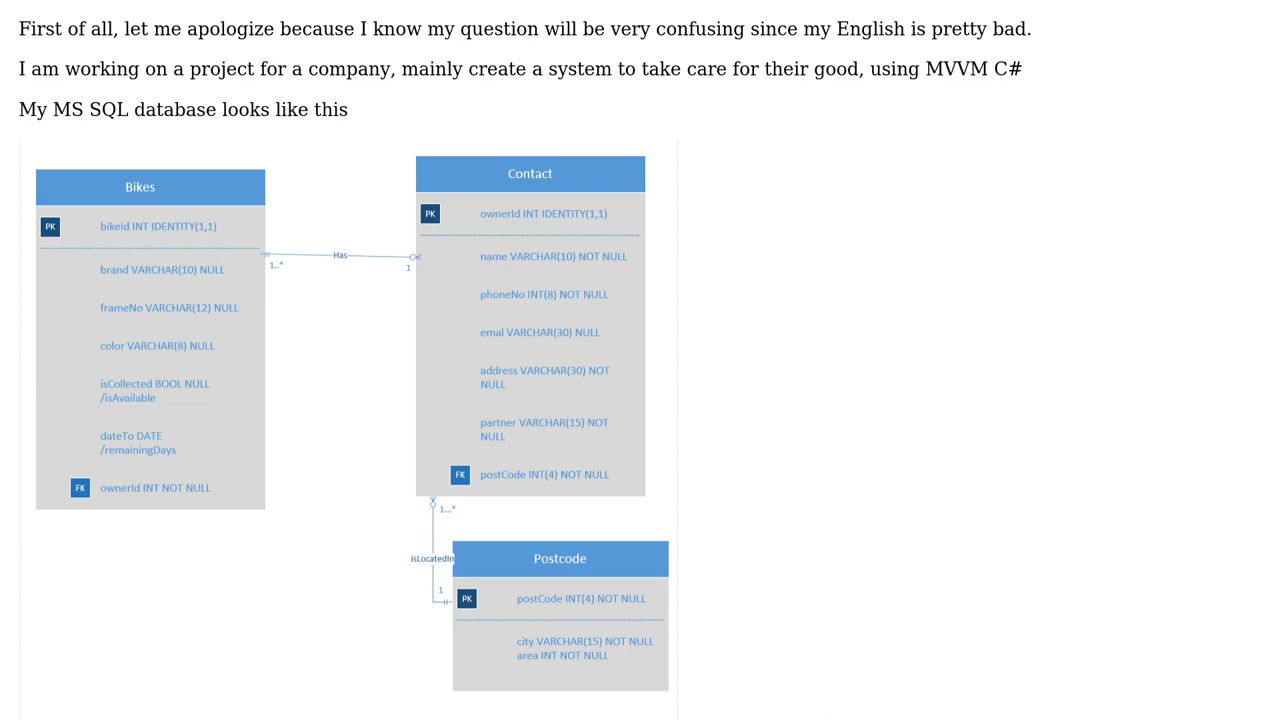 First of all, let me apologize because I know my question will be very confusing since my English is pretty bad.
I am working on a project for a company, mainly create a system to take care for their good, using MVVM C#
My MS SQL database looks like this
Bikes
PK bikeId INT IDENTITY(1,1)
brand VARCHAR(10) NULL
frameNo VARCHAR(12) NULL
color VARCHAR(8) NULL
isCollected BOOL NULL
/isAvailable
dateTo DATE
/remainingDays
FK ownerId INT NOT NULL
Has
1..*
1
Contact
PK ownerId INT IDENTITY(1,1)
name VARCHAR(10) NOT NULL
phoneNo INT(8) NOT NULL
emal VARCHAR(30) NULL
address VARCHAR(30) NOT
NULL
partner VARCHAR(15) NOT
NULL
FK postCode INT(4) NOT NULL
1...*
isLocatedIn
1
Postcode
PK postCode INT(4) NOT NULL
city VARCHAR(15) NOT NULL
area INT NOT NULL